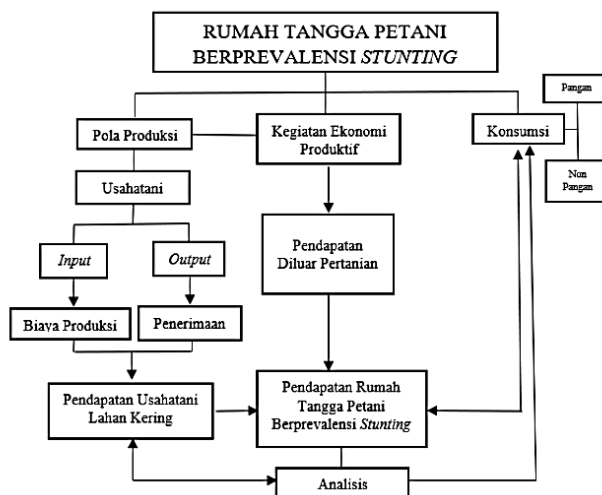 RUMAH TANGGA PETANI
BERPREVALENSI STUNTING
Pangan
Pola Produksi
Kegiatan Ekonomi
Produktif
Konsumsi
Non
Pangan
Usahatani
Input
Output
Pendapatan
Diluar Pertanian
Biaya Produksi
Penerimaan
Pendapatan Usahatani
Lahan Kering
Pendapatan Rumah
Tangga Petani
Berprevalensi Stunting
Analisis